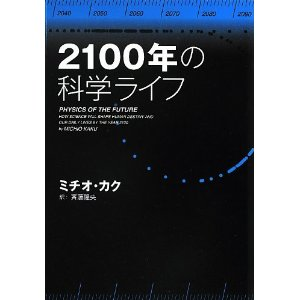 2040 2050 2060 2070 2080 2090
2100年の
科学ライフ
PHYSICS OF THE FUTURE
HOW SCIENCE WILL SHAPE HUMAN DESTINY AND
OUR DAILY LIVES BY THE YEAR 2100
by MICHIO KAKU
ミチオ・カク
訳：斉藤隆央